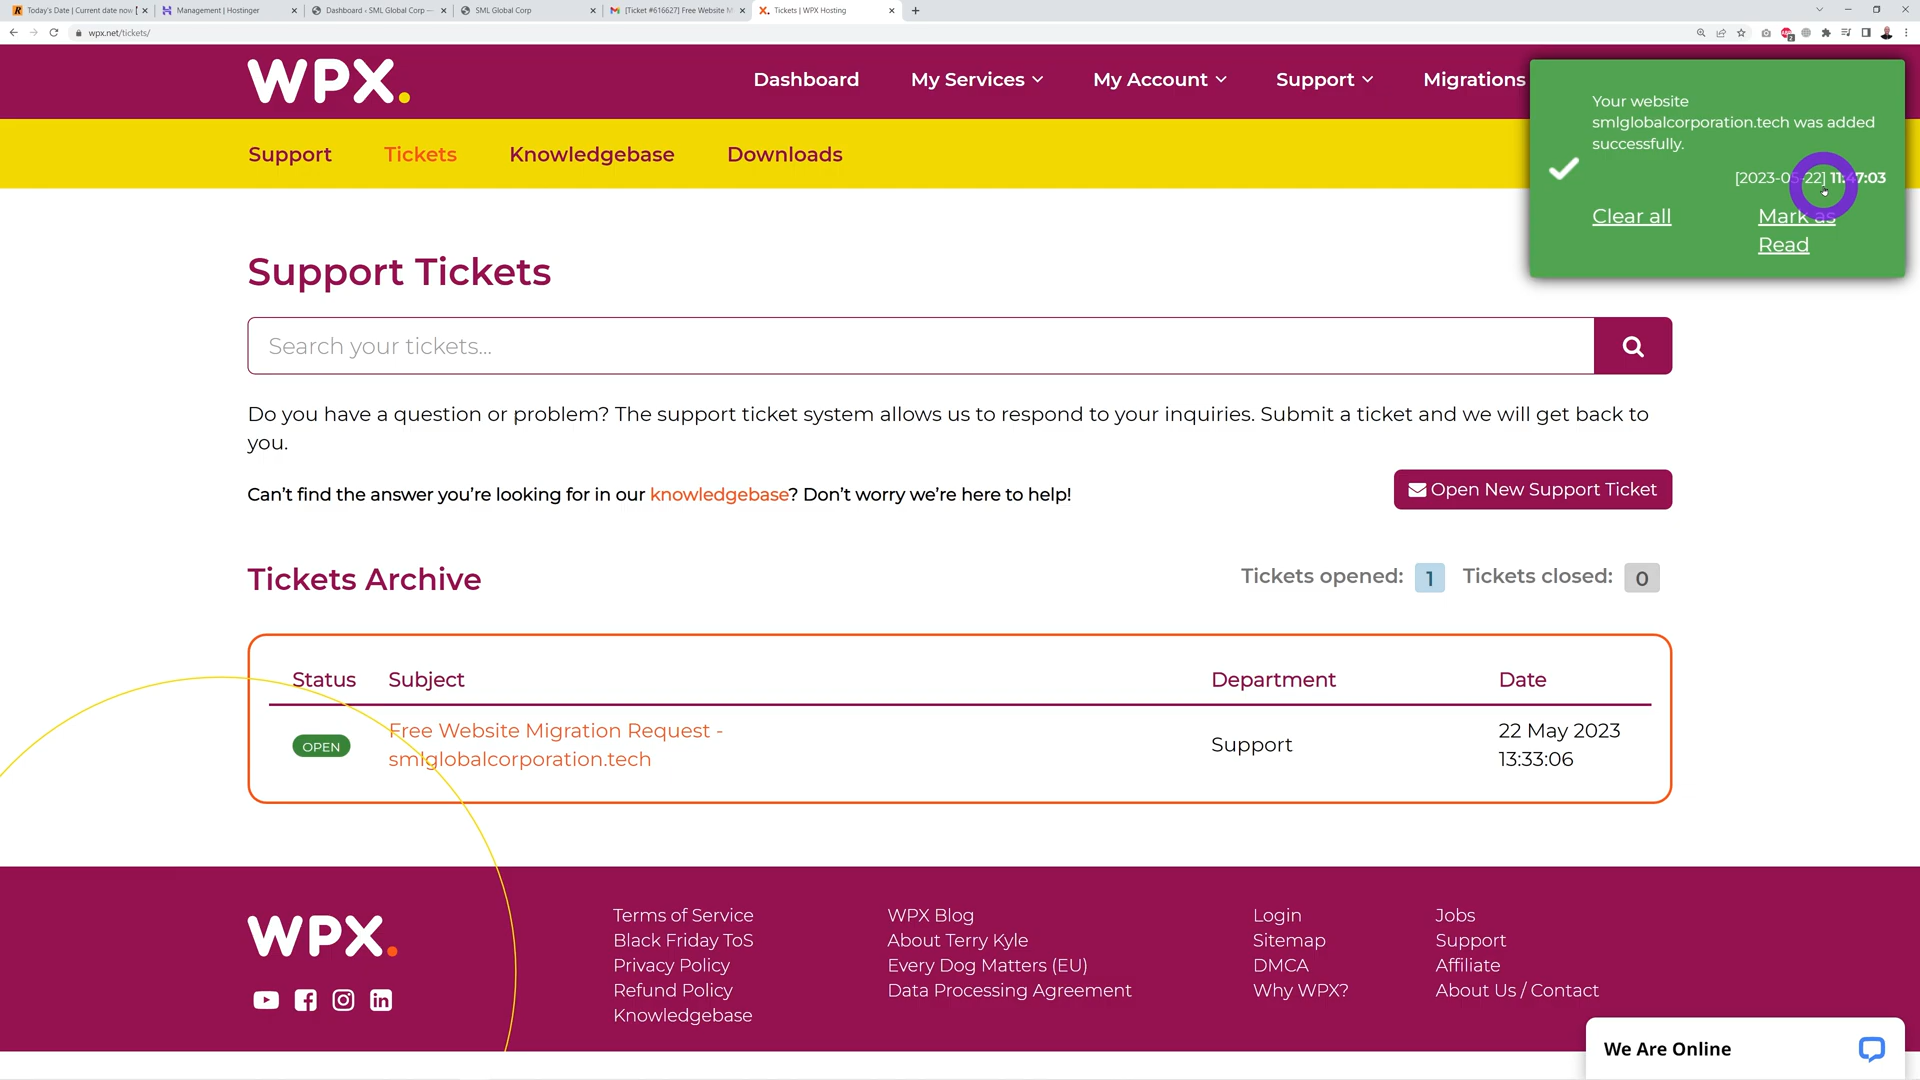 Today's Date | Current date now
Management | Hostinger
Dashboard ‹ SML Global Corp —
SML Global Corp
[Ticket #616627] Free Website M
Tickets | WPX Hosting
wpx.net/tickets/
WPX.
Dashboard
My Services
My Account
Support
Migrations
Support
Tickets
Knowledgebase
Downloads
Your website
smlglobalcorporation.tech was added
successfully.
[2023-05-22] 11:47:03
Clear all
Mark as
Read
Support Tickets
Search your tickets...
Do you have a question or problem? The support ticket system allows us to respond to your inquiries. Submit a ticket and we will get back to
you.
Can't find the answer you're looking for in our knowledgebase? Don't worry we're here to help!
Open New Support Ticket
Tickets Archive
Tickets opened: 1 Tickets closed: 0
Status Subject Department Date
OPEN
Free Website Migration Request -
smlglobalcorporation.tech
Support
22 May 2023
13:33:06
WPX.
Terms of Service
Black Friday ToS
Privacy Policy
Refund Policy
Knowledgebase
WPX Blog
About Terry Kyle
Every Dog Matters (EU)
Data Processing Agreement
Login
Sitemap
DMCA
Why WPX?
Jobs
Support
Affiliate
About Us / Contact
We Are Online